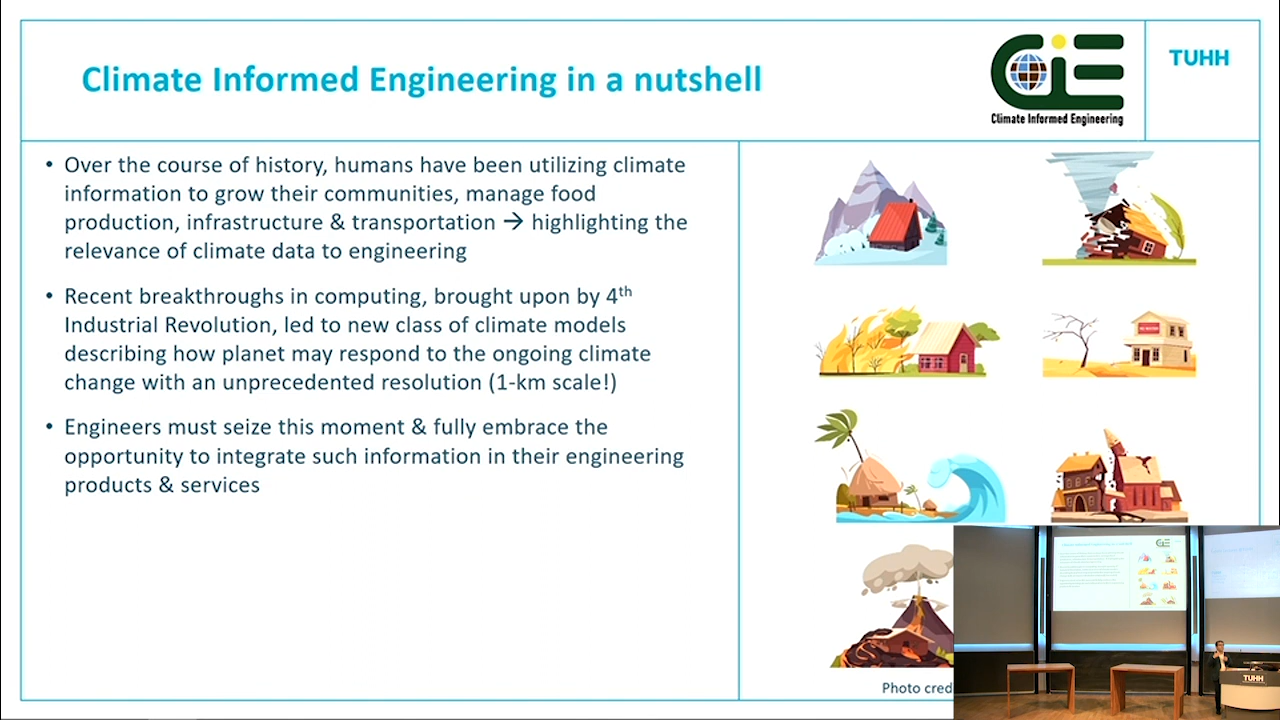 Climate Informed Engineering in a nutshell
CIE
Climate Informed Engineering
TUHH
• Over the course of history, humans have been utilizing climate
information to grow their communities, manage food
production, infrastructure & transportation → highlighting the
relevance of climate data to engineering
• Recent breakthroughs in computing, brought upon by 4th
Industrial Revolution, led to new class of climate models
describing how planet may respond to the ongoing climate
change with an unprecedented resolution (1-km scale!)
• Engineers must seize this moment & fully embrace the
opportunity to integrate such information in their engineering
products & services
Photo cred
TUHH